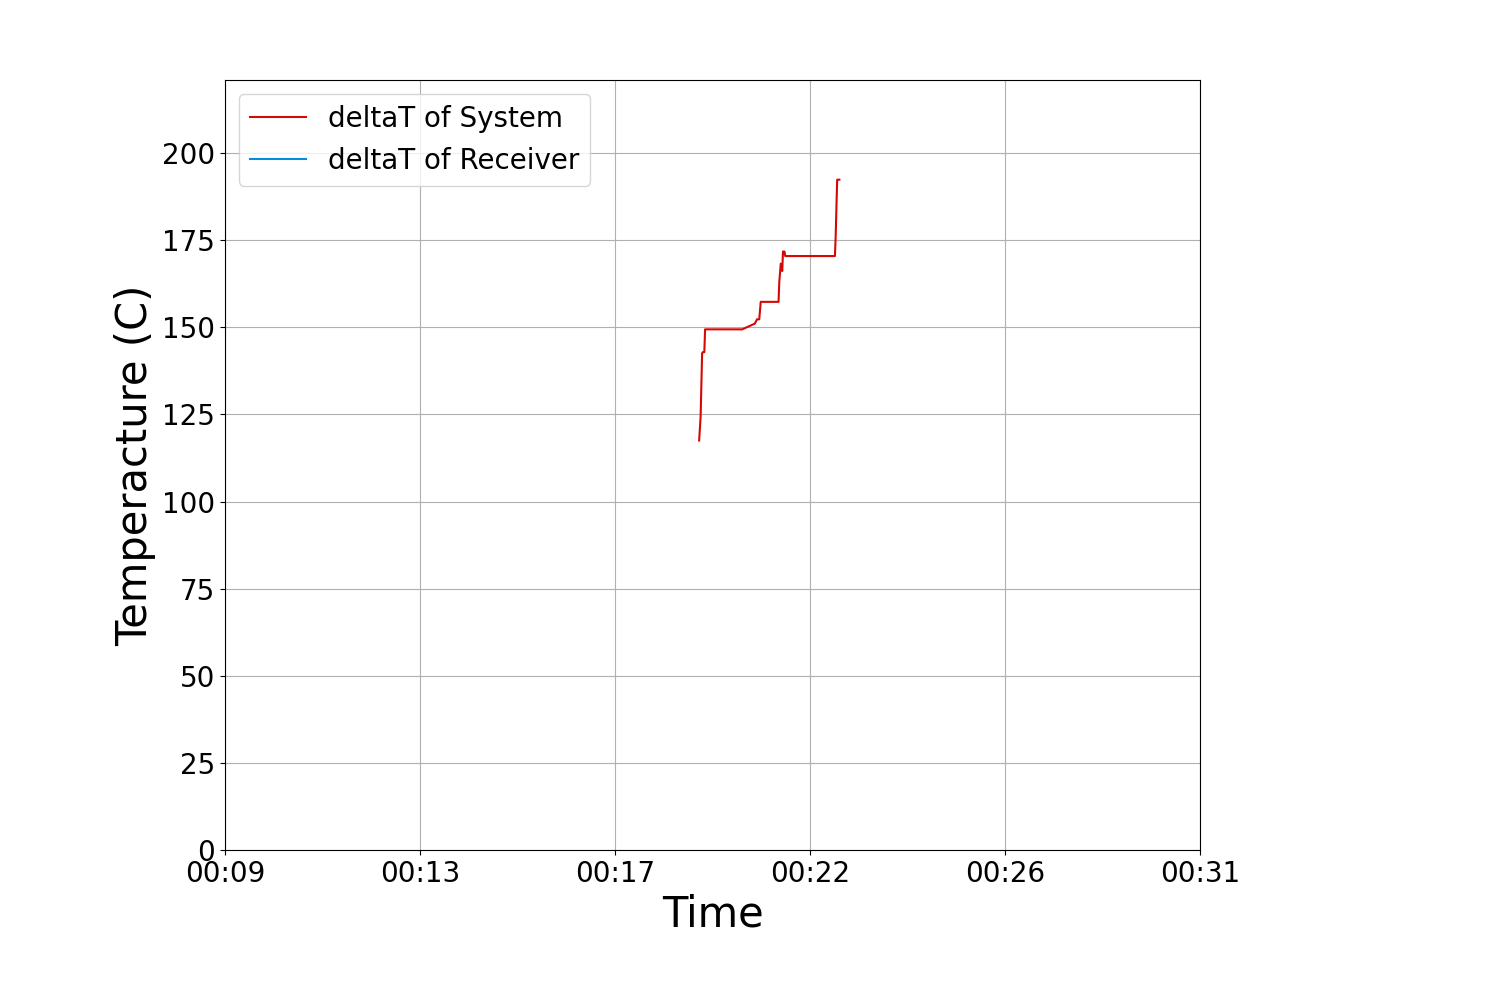 deltaT of System
deltaT of Receiver
200
175
150
125
100
75
50
25
0
Temperacture (C)
00:09 00:13 00:17 00:22 00:26 00:31
Time